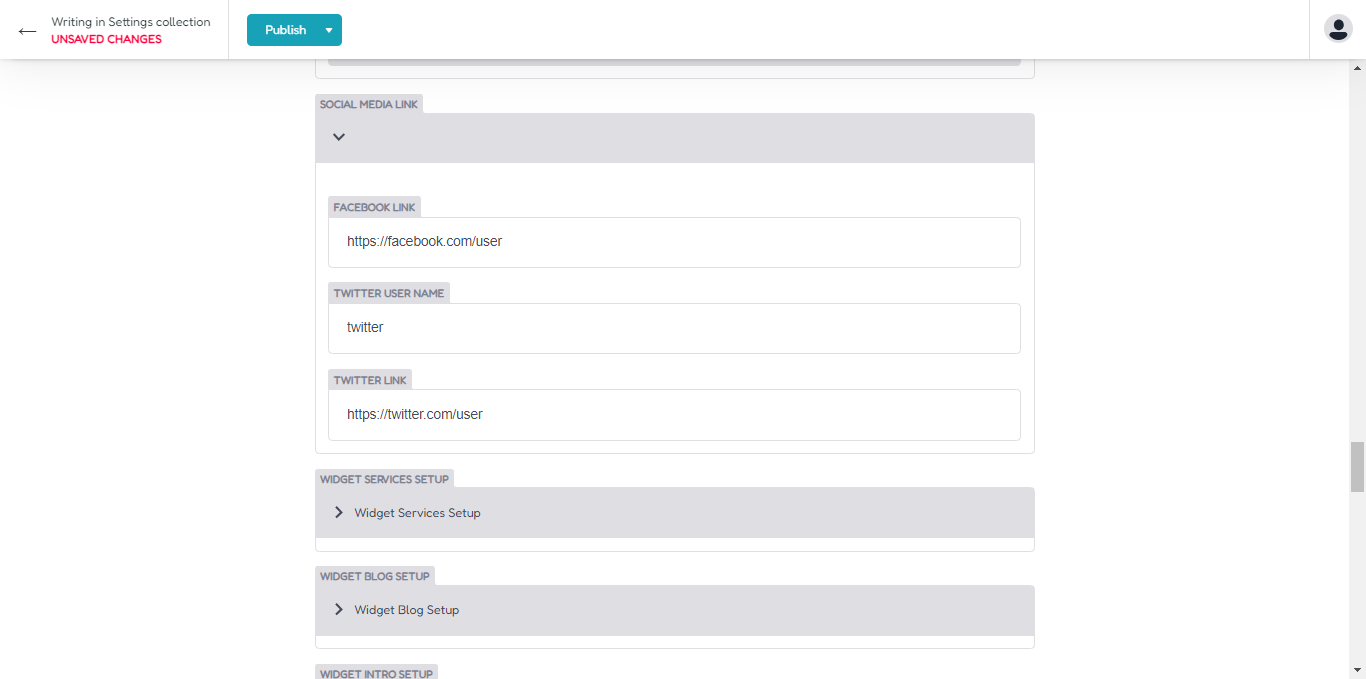 Writing in Settings collection
UNSAVED CHANGES
Publish
SOCIAL MEDIA LINK
FACEBOOK LINK
https://facebook.com/user
TWITTER USER NAME
twitter
TWITTER LINK
https://twitter.com/user
WIDGET SERVICES SETUP
Widget Services Setup
WIDGET BLOG SETUP
Widget Blog Setup
WIDGET INTRO SETUP